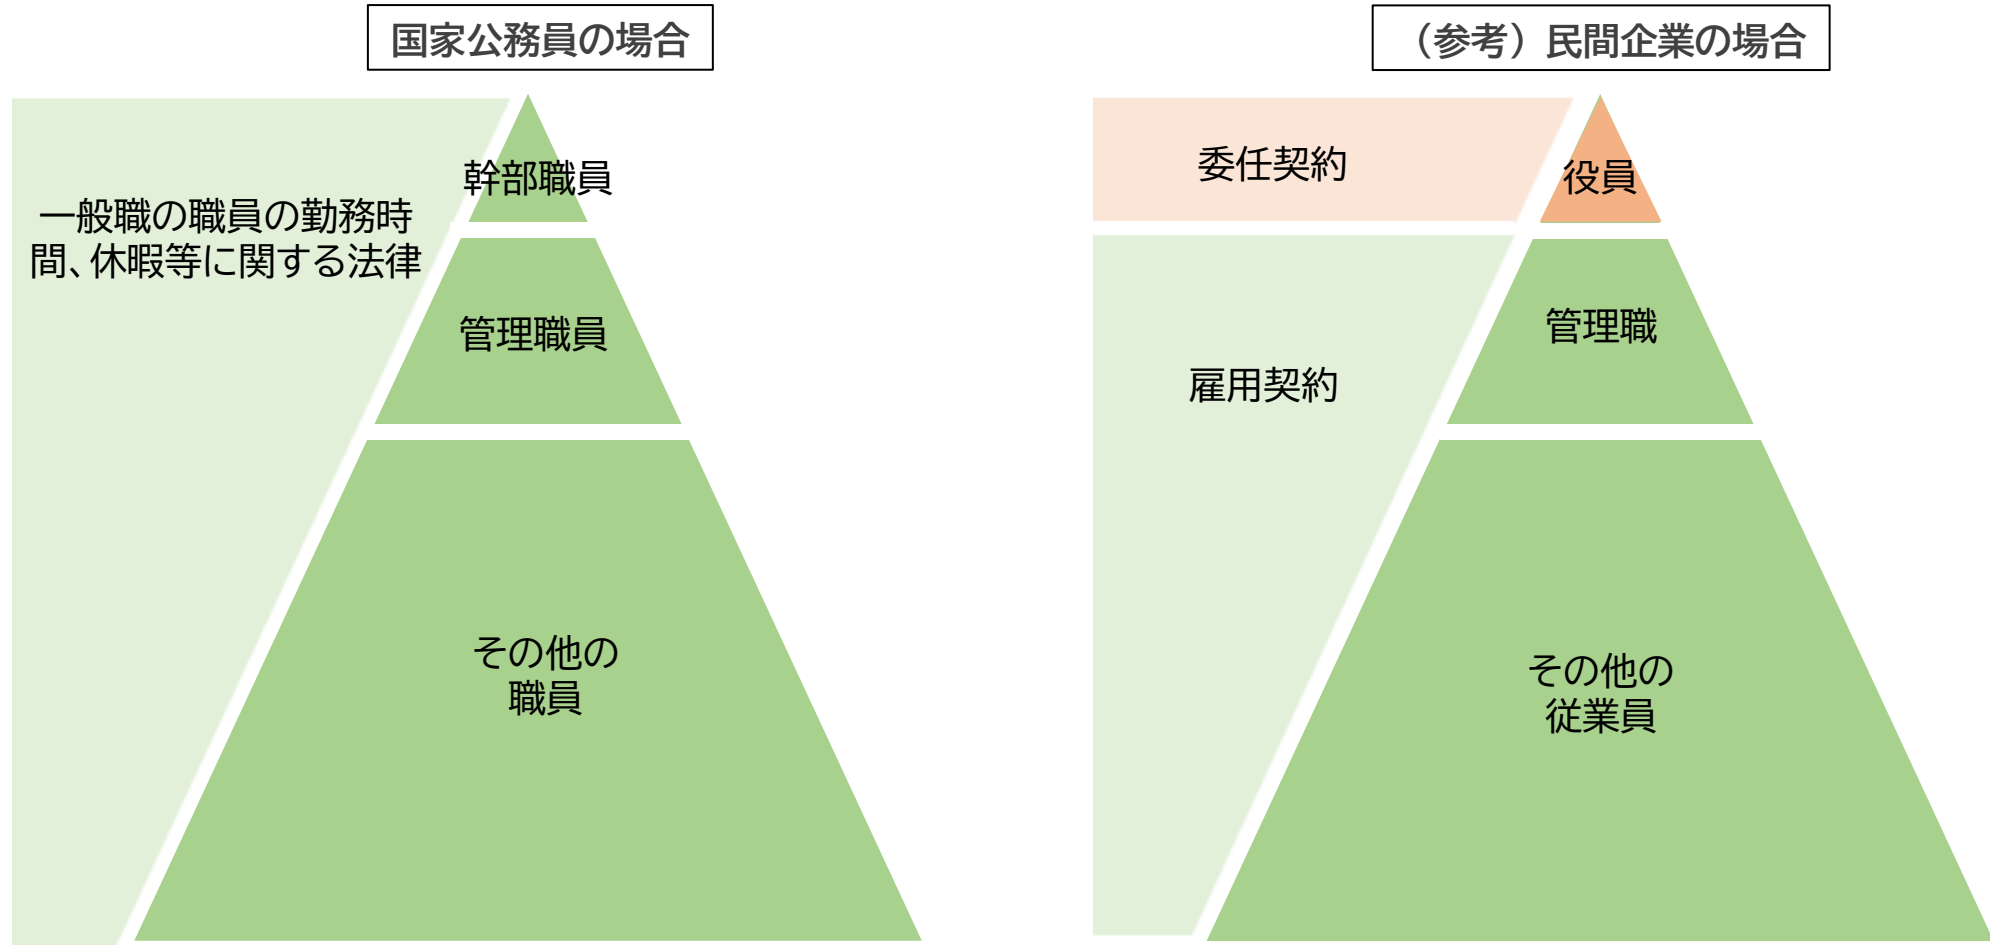 国家公務員の場合
幹部職員
一般職の職員の勤務時
間、休暇等に関する法律
管理職員
その他の
職員
（参考）民間企業の場合
委任契約
役員
管理職
雇用契約
その他の
従業員